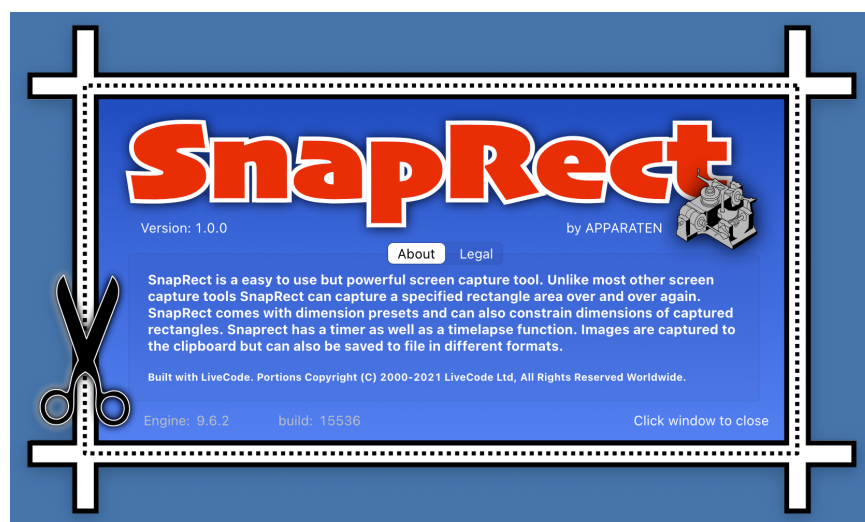 SnapRect
Version: 1.0.0
by APPARATEN
About
Legal
SnapRect is a easy to use but powerful screen capture tool. Unlike most other screen
capture tools SnapRect can capture a specified rectangle area over and over again.
SnapRect comes with dimension presets and can also constrain dimensions of captured
rectangles. Snaprect has a timer as well as a timelapse function. Images are captured to
the clipboard but can also be saved to file in different formats.
Built with LiveCode. Portions Copyright (C) 2000-2021 LiveCode Ltd, All Rights Reserved Worldwide.
Engine: 9.6.2
build: 15536
Click window to close